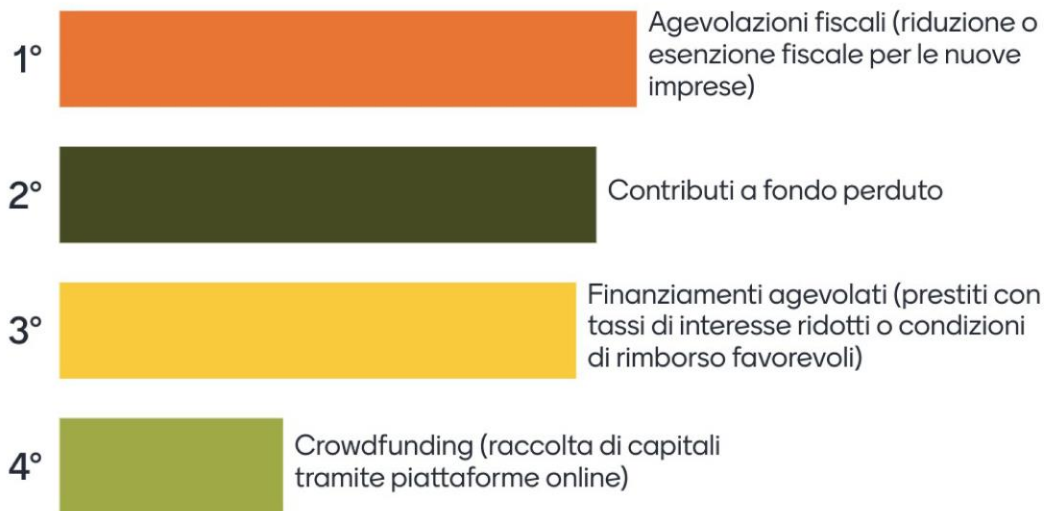 1°
Agevolazioni fiscali (riduzione o
esenzione fiscale per le nuove
imprese)
2°
Contributi a fondo perduto
3°
Finanziamenti agevolati (prestiti con
tassi di interesse ridotti o condizioni
di rimborso favorevoli)
4°
Crowdfunding (raccolta di capitali
tramite piattaforme online)